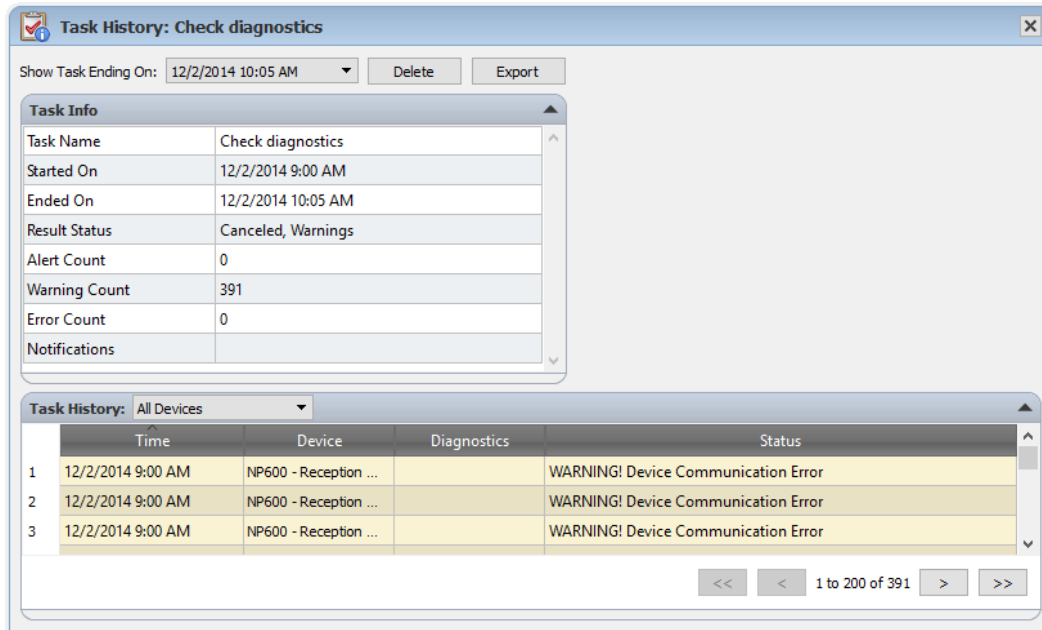 Task History: Check diagnostics
Show Task Ending On: 12/2/2014 10:05 AM Delete Export
Task Info
Task Name Check diagnostics
Started On 12/2/2014 9:00 AM
Ended On 12/2/2014 10:05 AM
Result Status Canceled, Warnings
Alert Count 0
Warning Count 391
Error Count 0
Notifications
Task History: All Devices
Time Device Diagnostics Status
1 12/2/2014 9:00 AM NP600 - Reception ... WARNING! Device Communication Error
2 12/2/2014 9:00 AM NP600 - Reception ... WARNING! Device Communication Error
3 12/2/2014 9:00 AM NP600 - Reception ... WARNING! Device Communication Error
<< < 1 to 200 of 391 > >>